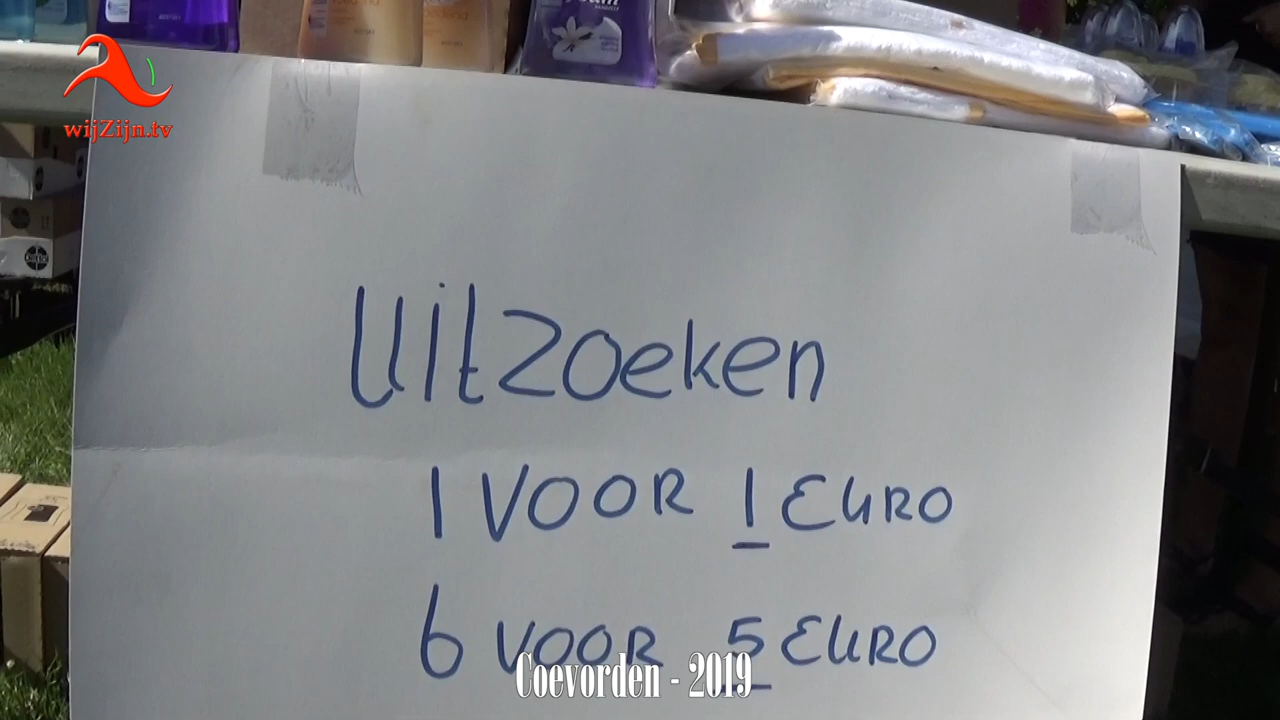 wijZijn.tv
Uitzoeken
1 VOOR 1 EURO
6 VOOR 5 EURO
Coevorden - 2019